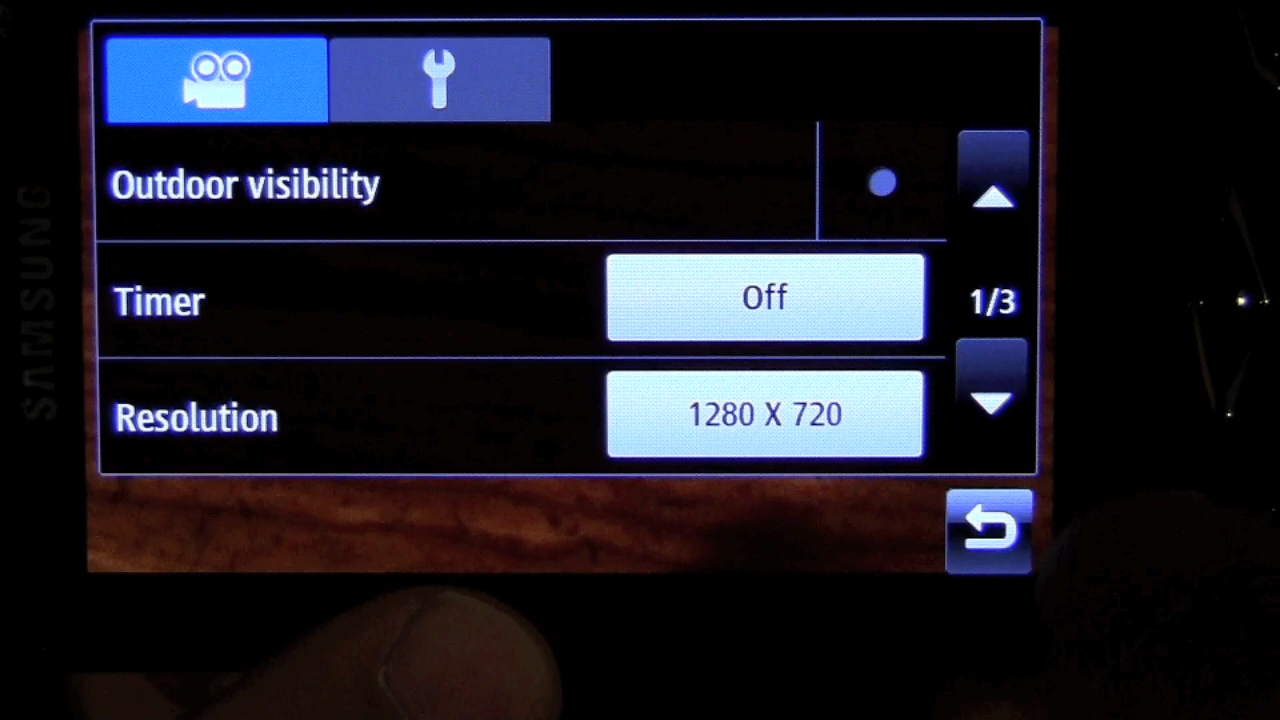 SAMSUNG
Outdoor visibility
Timer
Off
1/3
Resolution
1280 X 720